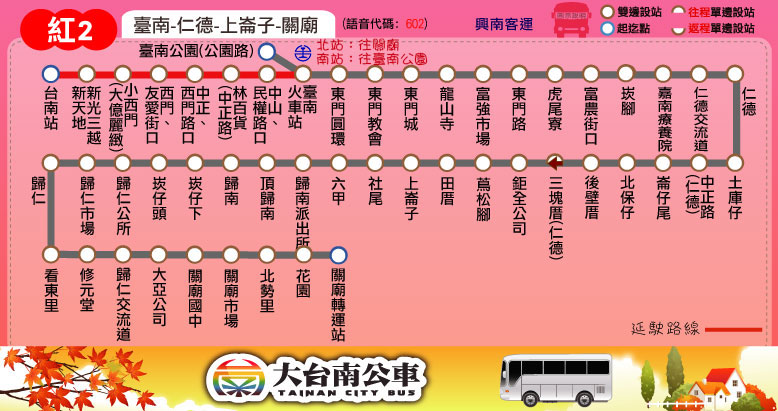 紅2
臺南-仁德-上崙子-關廟
(語音代碼: 602)
興南客運
雙邊設站
往程單邊設站
起迄點
返程單邊設站
臺南公園(公園路)
北站：往關廟
南站：往臺南公園
台南站
新光三越新天地
小西門(大億麗緻)
西門、友愛街口
中正、西門路口
林百貨(中正路)
中山、民權路口
臺南火車站
東門圓環
東門教會
東門城
龍山寺
富強市場
東門路
虎尾寮
富農街口
崁腳
嘉南療養院
仁德交流道
仁德
歸仁
歸仁市場
歸仁公所
崁仔頭
崁仔下
歸南
頂歸南
歸南派出所
六甲
社尾
上崙子
田厝
蔦松腳
鉅全公司
三塊厝(仁德)
後壁厝
北保仔
崙仔尾
中正路(仁德)
土庫仔
看東里
修元堂
歸仁交流道
大亞公司
關廟國中
關廟市場
北勢里
花園
關廟轉運站
延駛路線
大台南公車
TAINAN CITY BUS